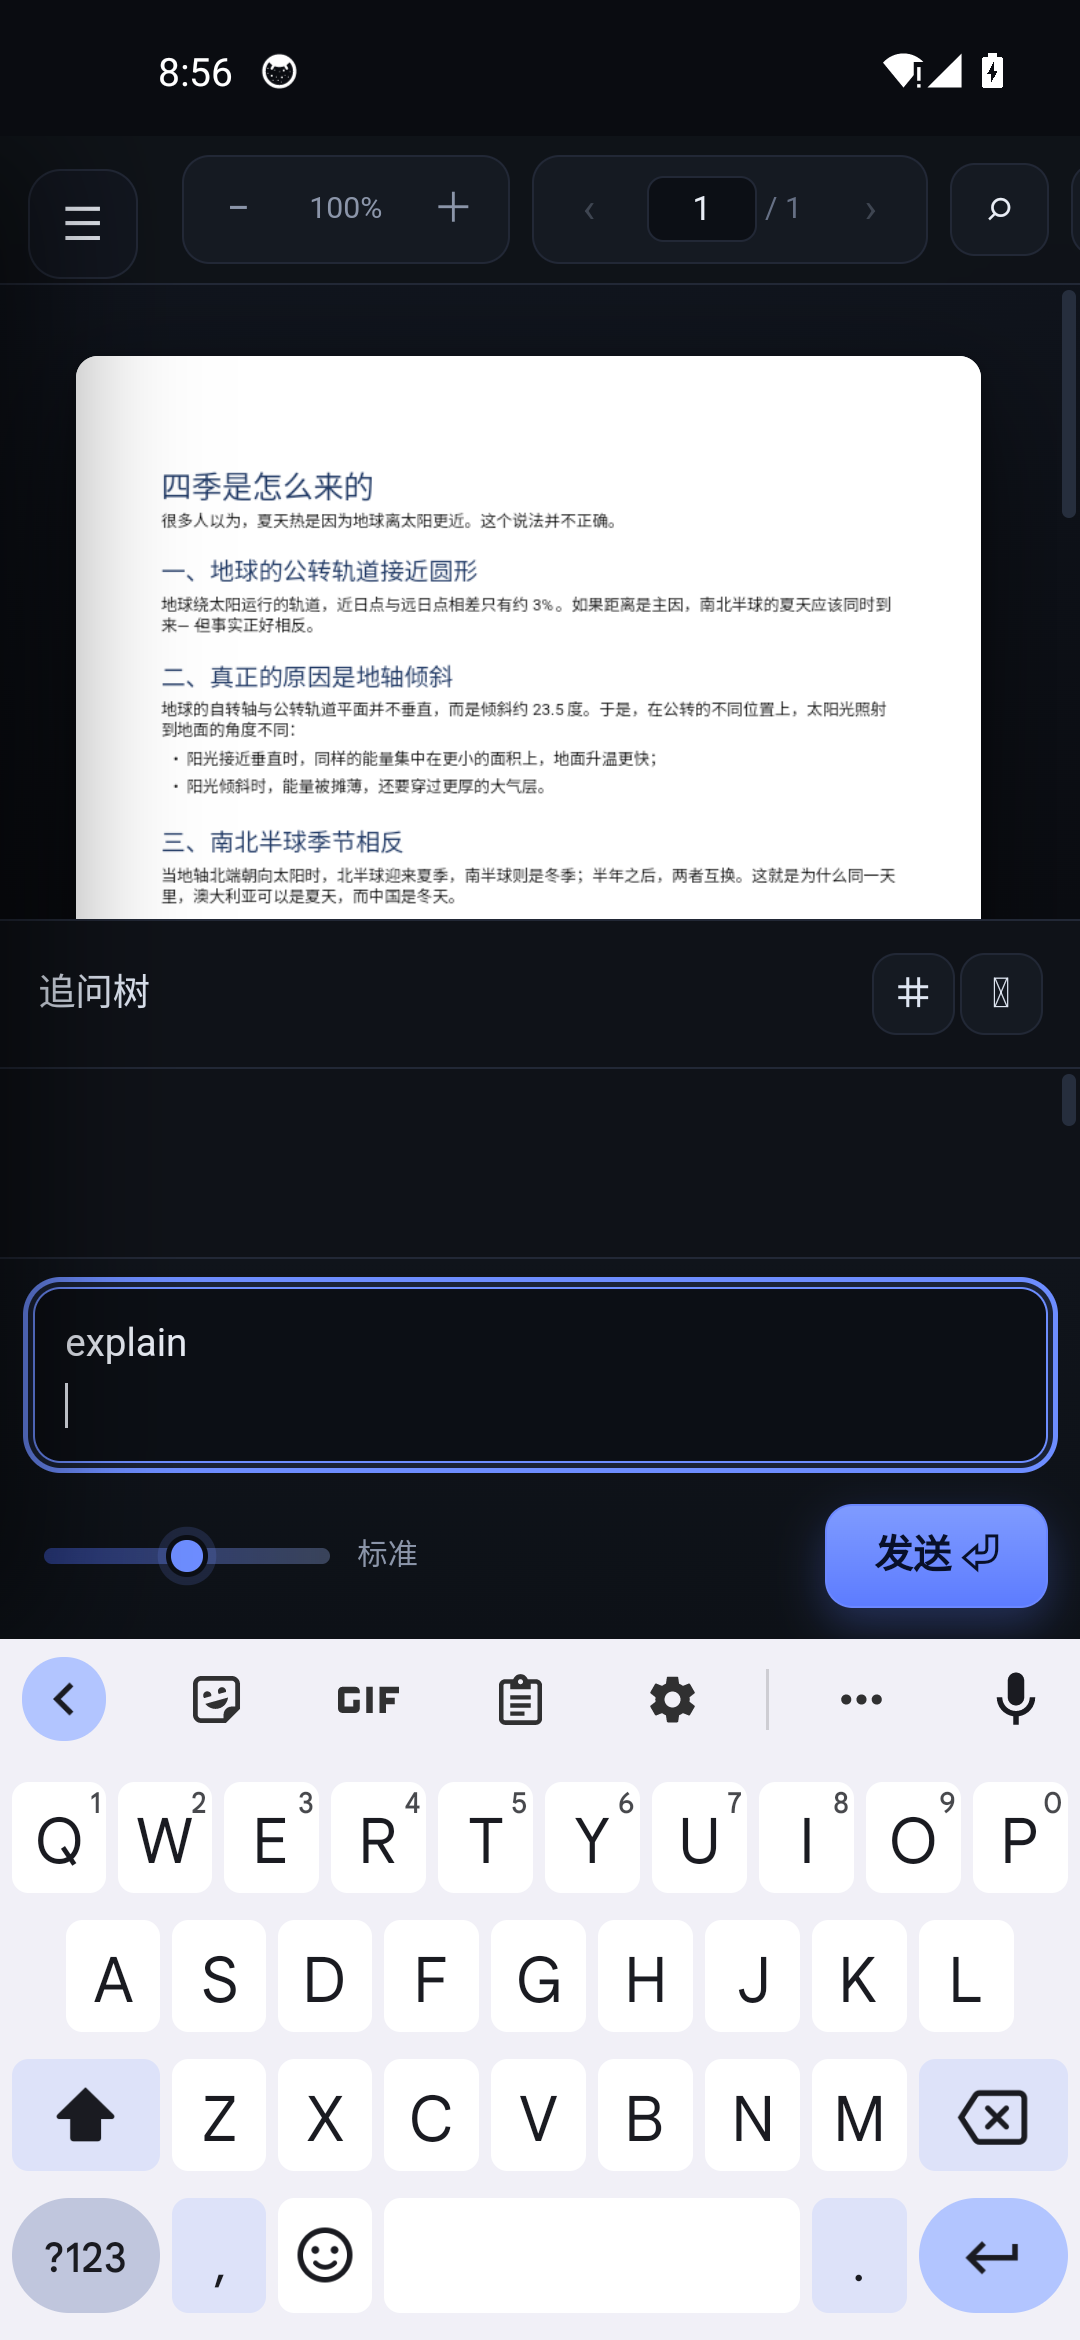 8:56
100%
1 / 1
四季是怎么来的
很多人以为，夏天热是因为地球离太阳更近。这个说法并不正确。
一、地球的公转轨道接近圆形
地球绕太阳运行的轨道，近日点与远日点相差只有约 3%。如果距离是主因，南北半球的夏天应该同时到
来— 但事实正好相反。
二、真正的原因是地轴倾斜
地球的自转轴与公转轨道平面并不垂直，而是倾斜约 23.5 度。于是，在公转的不同位置上，太阳光照射
到地面的角度不同：
• 阳光接近垂直时，同样的能量集中在更小的面积上，地面升温更快；
• 阳光倾斜时，能量被摊薄，还要穿过更厚的大气层。
三、南北半球季节相反
当地轴北端朝向太阳时，北半球迎来夏季，南半球则是冬季；半年之后，两者互换。这就是为什么同一天
里，澳大利亚可以是夏天，而中国是冬天。
追问树
explain
标准
发送
GIF
Q 1 W 2 E 3 R 4 T 5 Y 6 U 7 I 8 O 9 P 0
A S D F G H J K L
Z X C V B N M
?123 , .